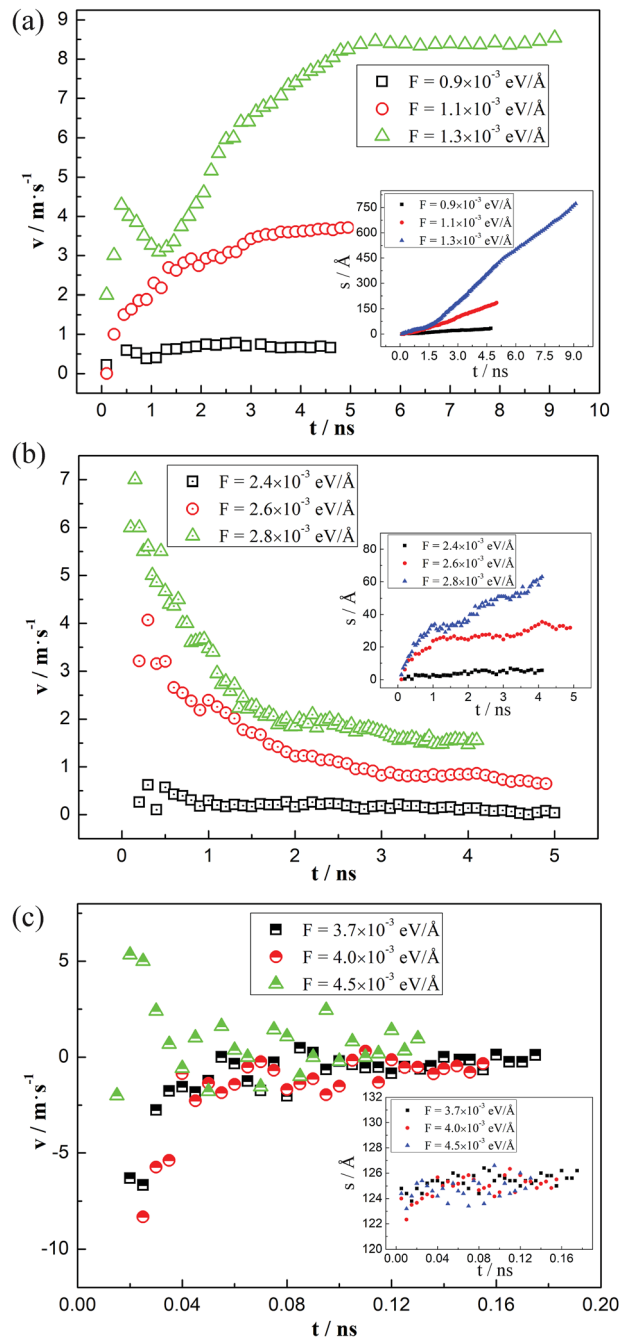 (a)
9
8
7
6
5
4
3
2
1
0
v / m·s⁻¹
F = 0.9×10⁻³ eV/Å
F = 1.1×10⁻³ eV/Å
F = 1.3×10⁻³ eV/Å
750
600
450
300
150
0
s / Å
F = 0.9×10⁻³ eV/Å
F = 1.1×10⁻³ eV/Å
F = 1.3×10⁻³ eV/Å
0.0 1.5 3.0 4.5 6.0 7.5 9.0
t / ns
0 1 2 3 4 5 6 7 8 9 10
t / ns
(b)
7
6
5
4
3
2
1
0
v / m·s⁻¹
F = 2.4×10⁻³ eV/Å
F = 2.6×10⁻³ eV/Å
F = 2.8×10⁻³ eV/Å
80
60
40
20
0
s / Å
F = 2.4×10⁻³ eV/Å
F = 2.6×10⁻³ eV/Å
F = 2.8×10⁻³ eV/Å
0 1 2 3 4 5
t / ns
0 1 2 3 4 5
t / ns
(c)
5
0
-5
-10
v / m·s⁻¹
F = 3.7×10⁻³ eV/Å
F = 4.0×10⁻³ eV/Å
F = 4.5×10⁻³ eV/Å
132
130
128
126
124
122
120
s / Å
F = 3.7×10⁻³ eV/Å
F = 4.0×10⁻³ eV/Å
F = 4.5×10⁻³ eV/Å
0.00 0.04 0.08 0.12 0.16
t / ns
0.00 0.04 0.08 0.12 0.16 0.20
t / ns